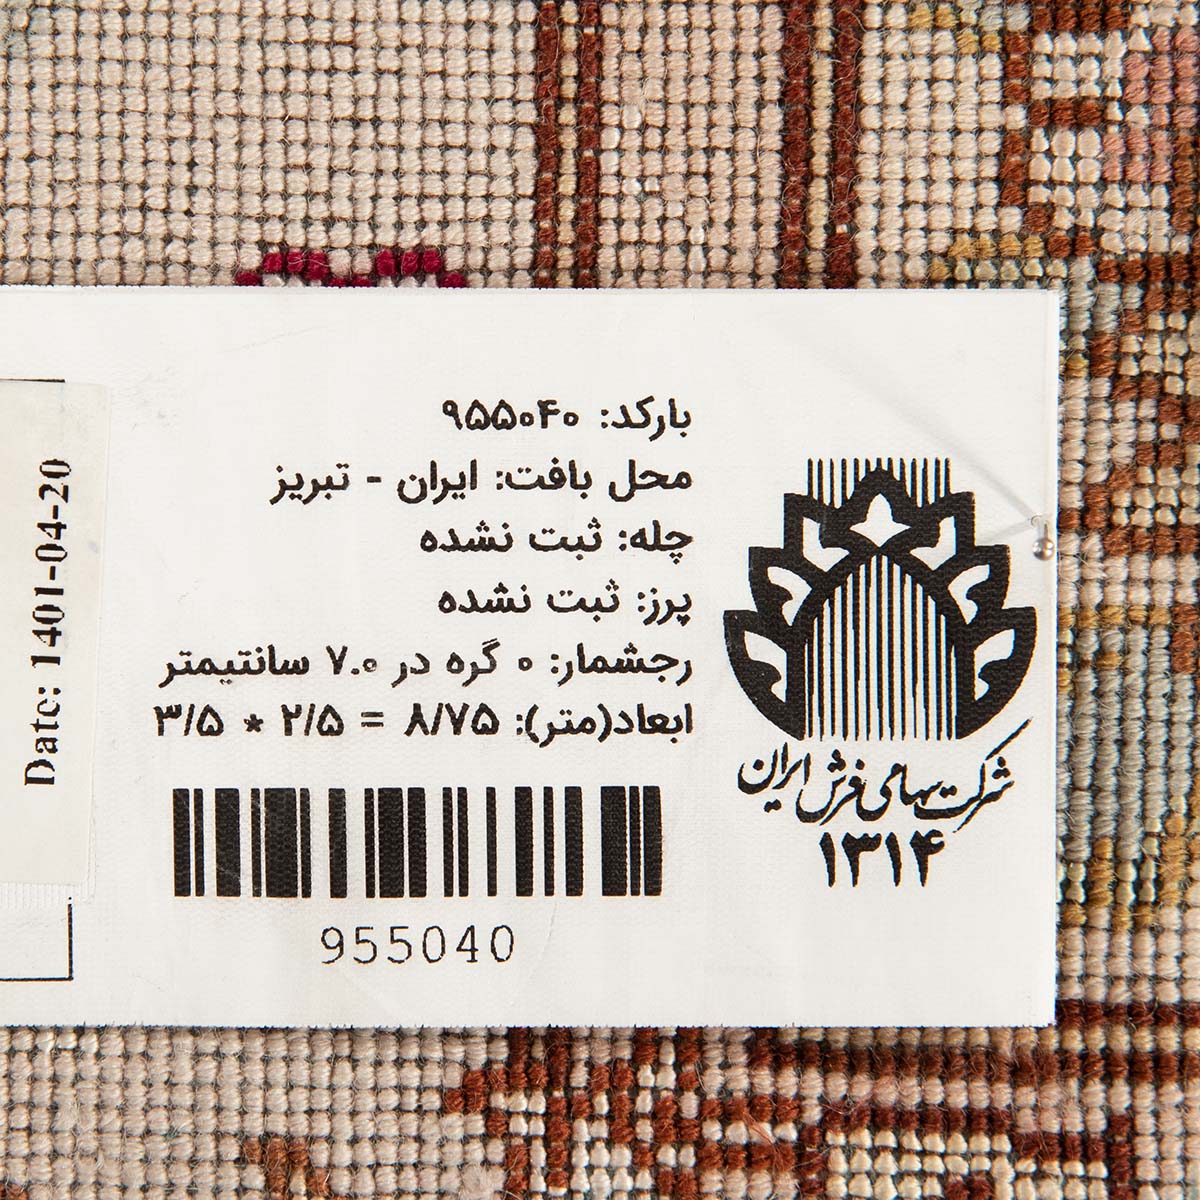 بارکد: ۹۵۵۰۴۰
محل بافت: ایران - تبریز
چله: ثبت نشده
پرز: ثبت نشده
رجشمار: ۰ گره در ۷.۰ سانتیمتر
ابعاد(متر): ۲/۵ * ۳/۵ = ۸/۷۵
955040
شرکت سهامی فرش ایران
۱۳۱۴
Date: 1401-04-20